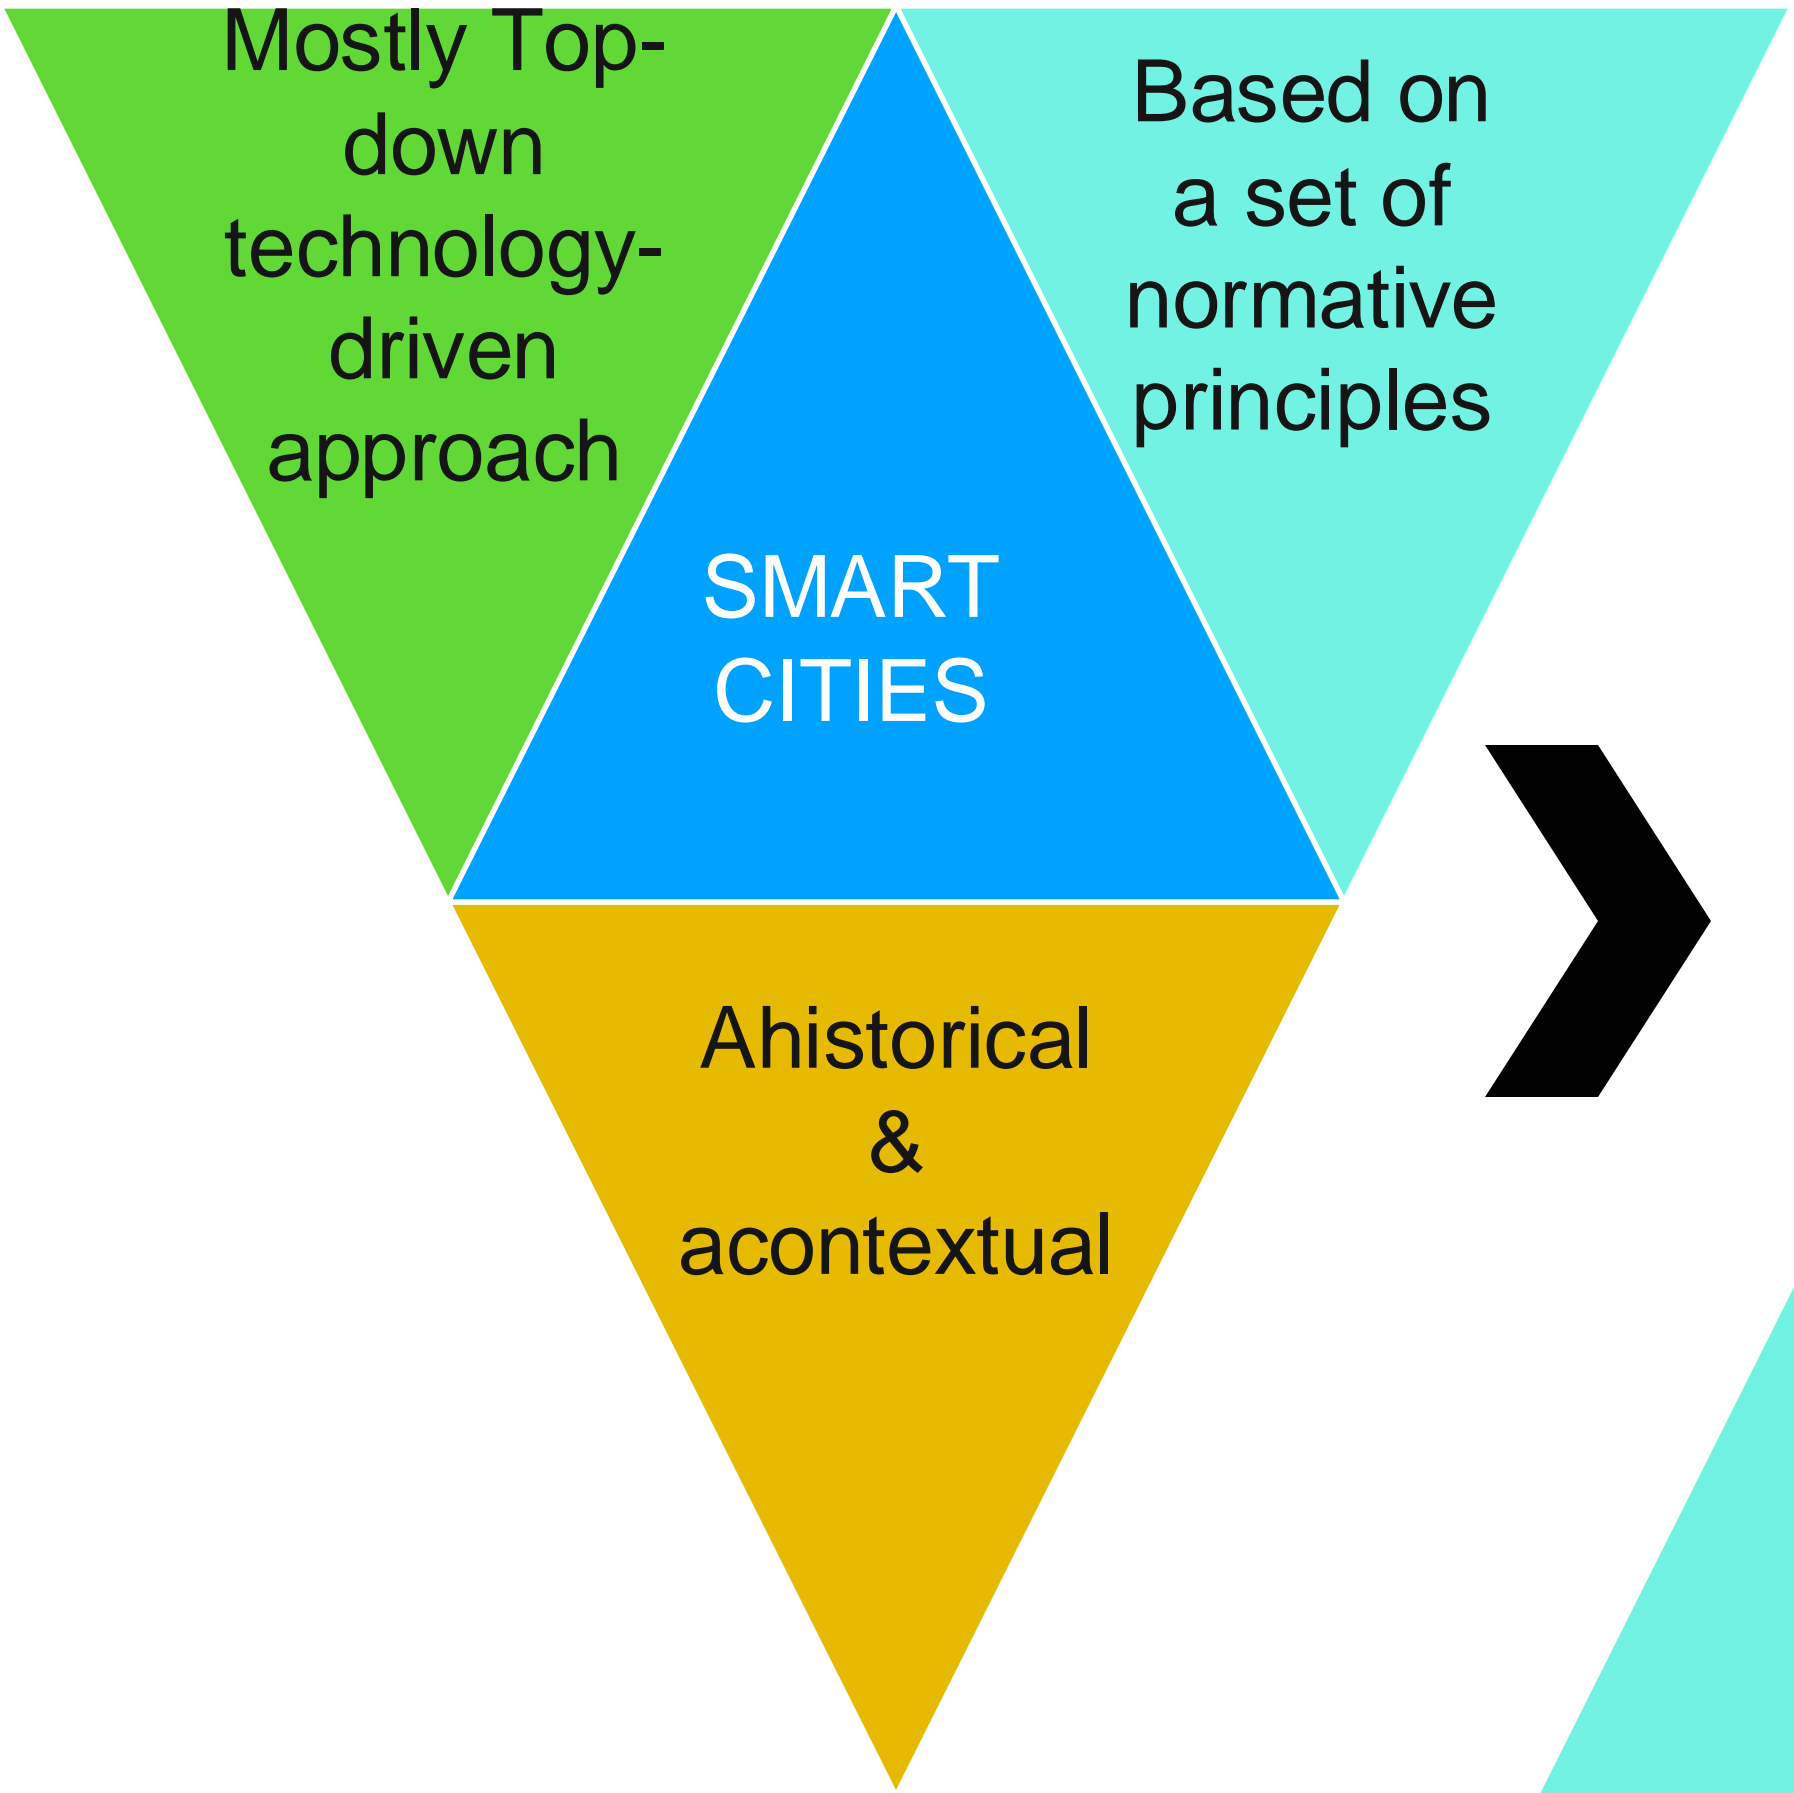 Mostly Top-
down
technology-
driven
approach
Based on
a set of
normative
principles
SMART
CITIES
Ahistorical
&
acontextual